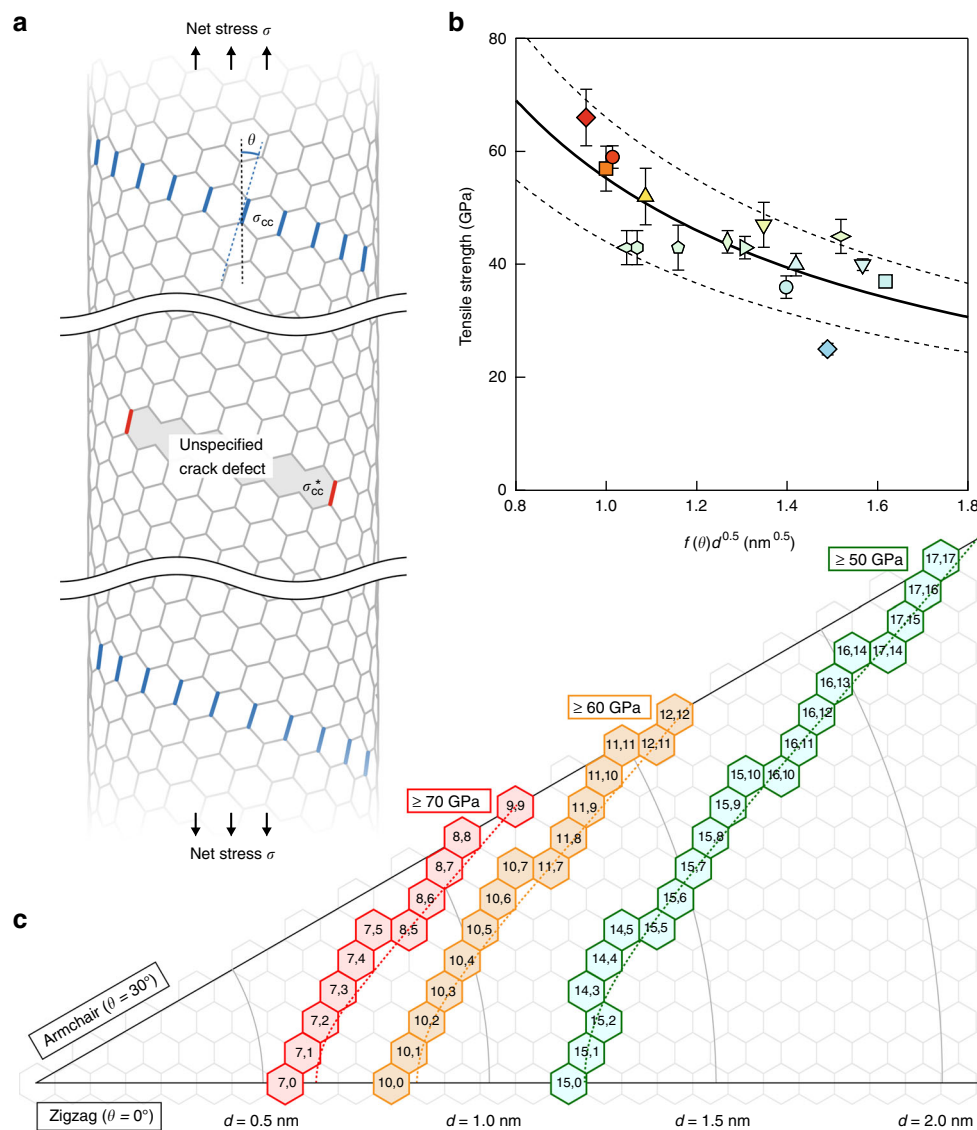 a
Net stress σ
θ
σcc
Unspecified
crack defect
σ*cc
Net stress σ
b
Tensile strength (GPa)
80
60
40
20
0
0.8
1.0
1.2
1.4
1.6
1.8
f (θ)d^0.5 (nm^0.5)
c
≥ 70 GPa
≥ 60 GPa
≥ 50 GPa
9,9
8,8
8,7
8,6
7,5
8,5
7,4
7,3
7,2
7,1
7,0
12,12
11,11
12,11
11,10
11,9
11,8
10,7
11,7
10,6
10,5
10,4
10,3
10,2
10,1
10,0
17,17
17,16
17,15
16,14
17,14
16,13
16,12
16,11
15,10
16,10
15,9
15,8
15,7
15,6
14,5
15,5
14,4
14,3
15,2
15,1
15,0
Armchair (θ = 30°)
Zigzag (θ = 0°)
d = 0.5 nm
d = 1.0 nm
d = 1.5 nm
d = 2.0 nm